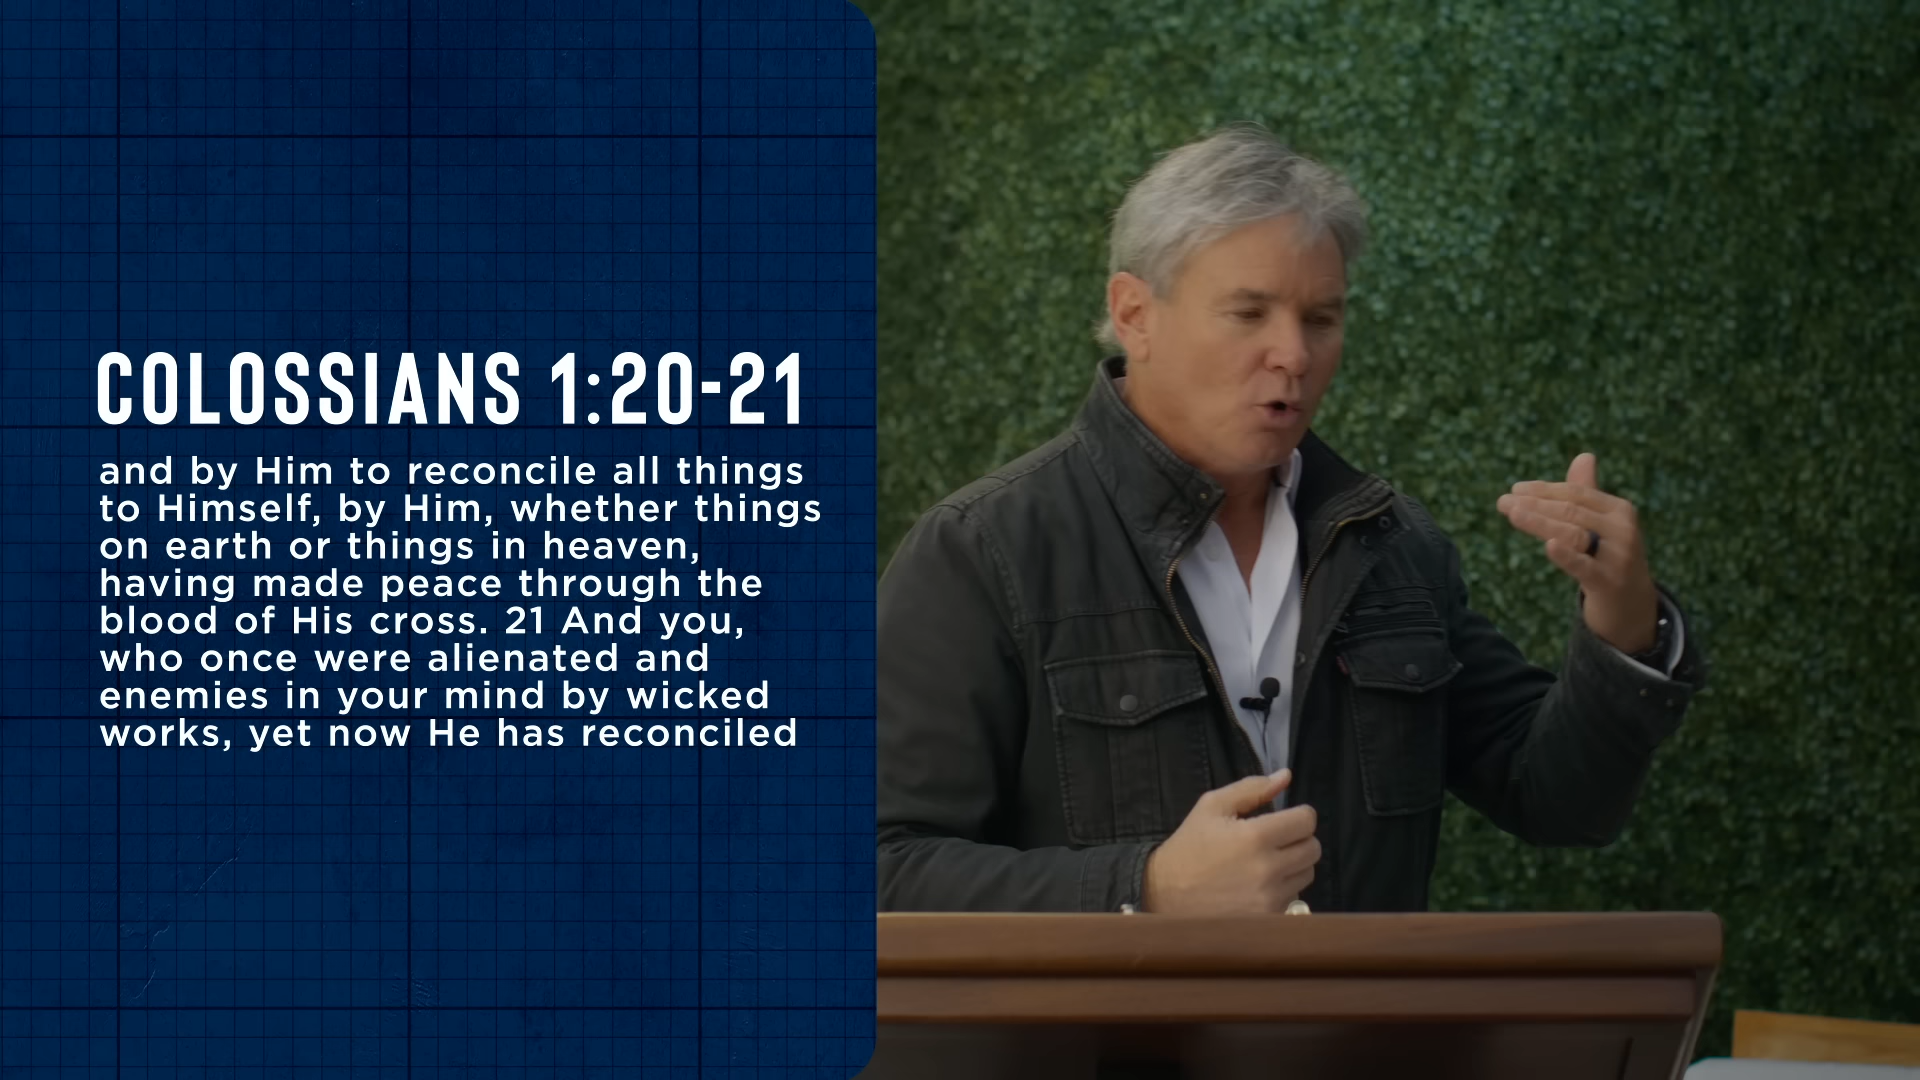 COLOSSIANS 1:20-21
and by Him to reconcile all things
to Himself, by Him, whether things
on earth or things in heaven,
having made peace through the
blood of His cross. 21 And you,
who once were alienated and
enemies in your mind by wicked
works, yet now He has reconciled